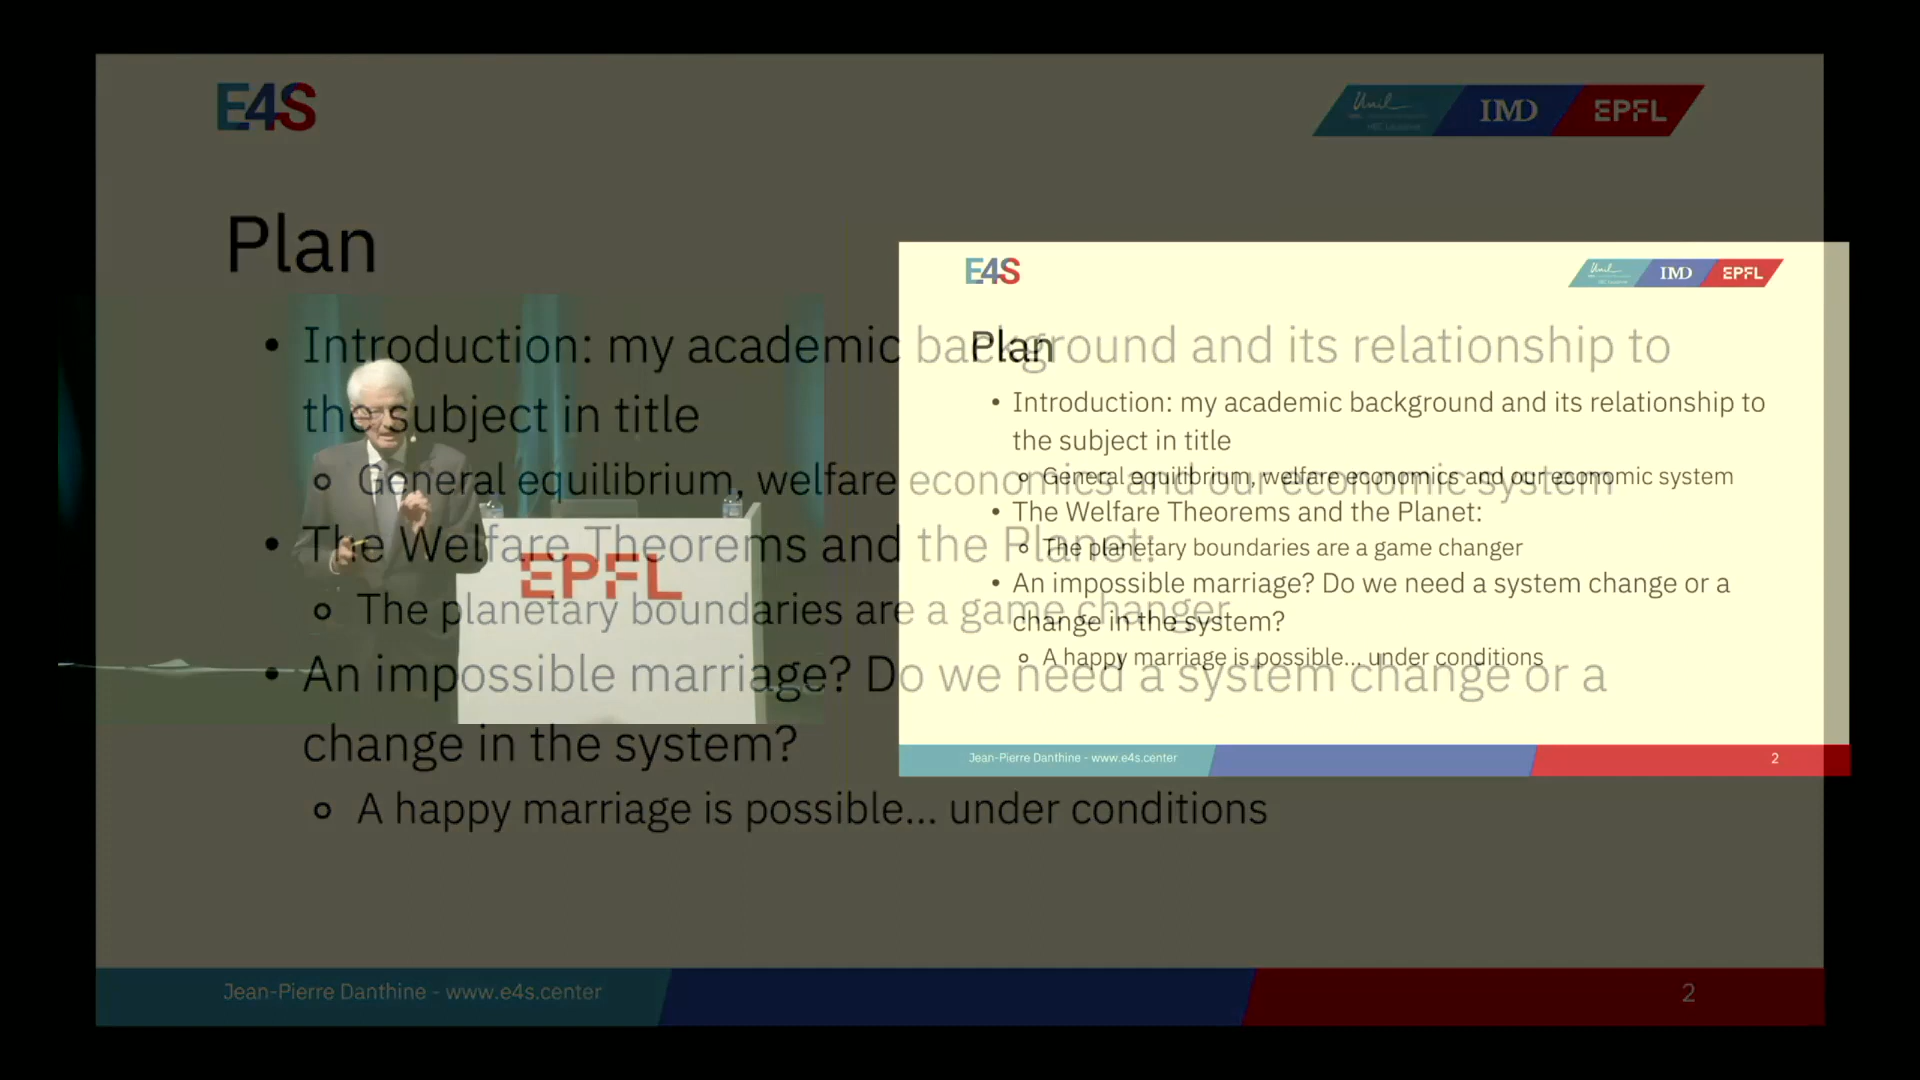 E4S
Unil
IMD
EPFL
Plan
• Introduction: my academic background and its relationship to
the subject in title
o General equilibrium, welfare economics and our economic system
• The Welfare Theorems and the Planet:
o The planetary boundaries are a game changer
• An impossible marriage? Do we need a system change or a
change in the system?
o A happy marriage is possible... under conditions
Jean-Pierre Danthine - www.e4s.center
2
EPFL
E4S
Unil
IMD
EPFL
Plan
• Introduction: my academic background and its relationship to
the subject in title
o General equilibrium, welfare economics and our economic system
• The Welfare Theorems and the Planet:
o The planetary boundaries are a game changer
• An impossible marriage? Do we need a system change or a
change in the system?
o A happy marriage is possible... under conditions
Jean-Pierre Danthine - www.e4s.center
2